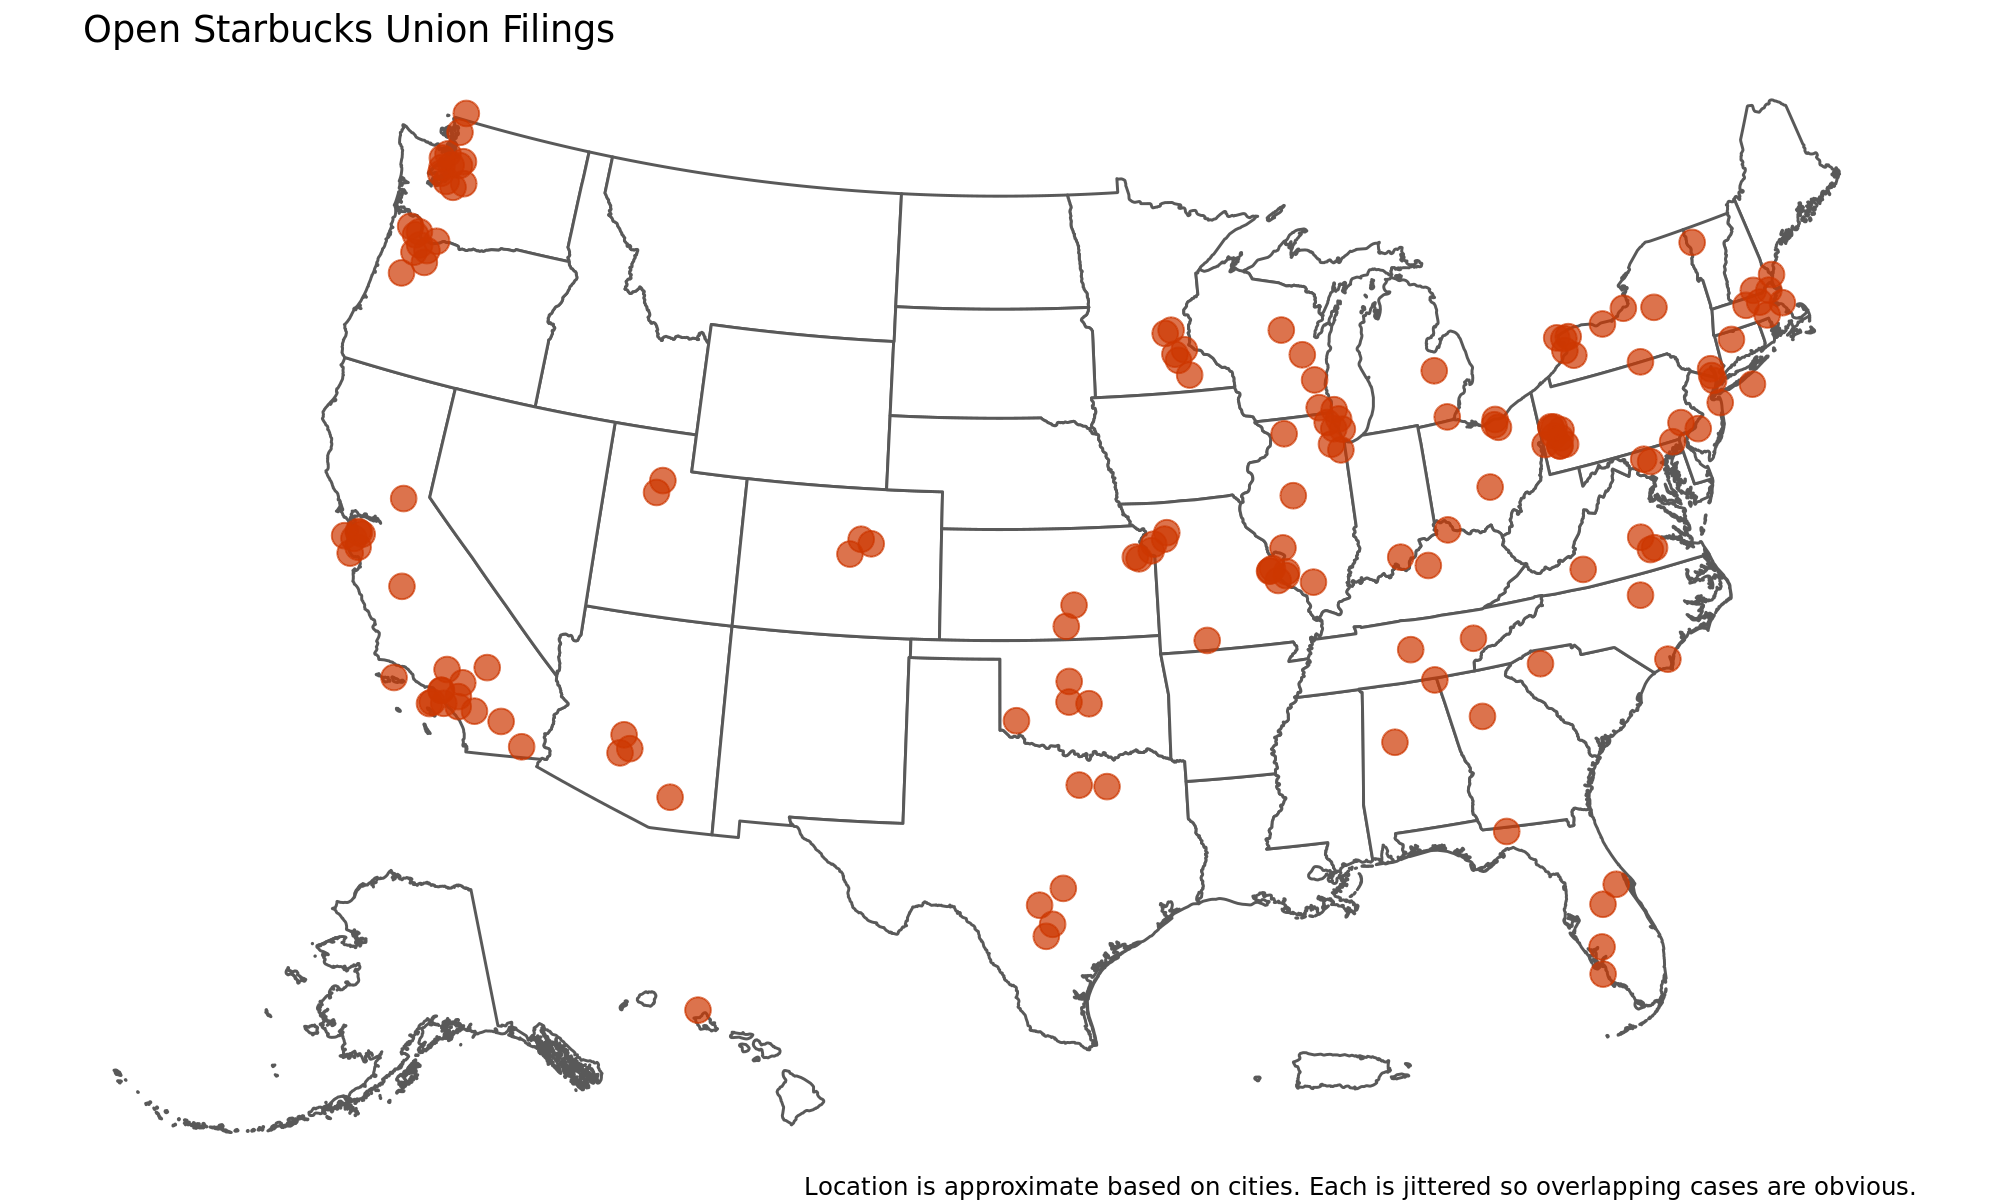 Open Starbucks Union Filings
Location is approximate based on cities. Each is jittered so overlapping cases are obvious.